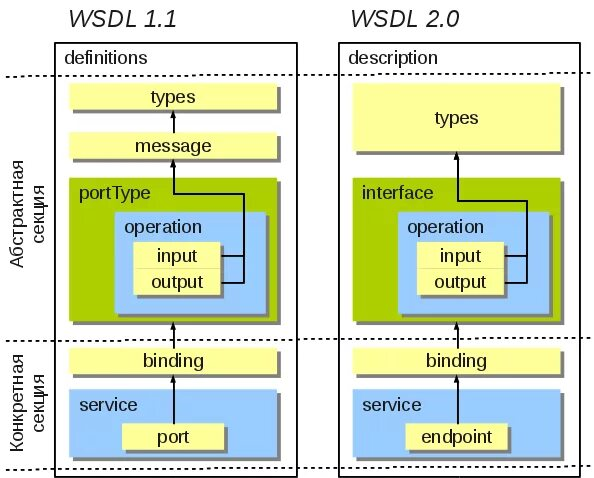 WSDL 1.1
WSDL 2.0
definitions
types
message
portType
operation
input
output
binding
service
port
description
types
interface
operation
input
output
binding
service
endpoint
Абстрактная
секция
Конкретная
секция